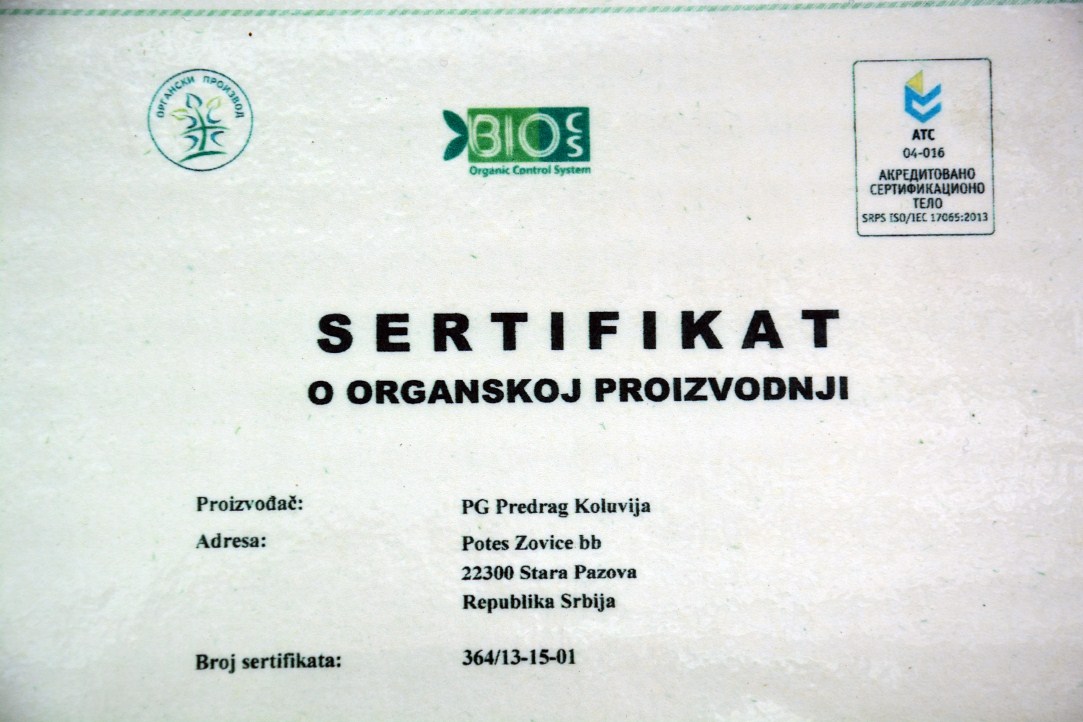 ОРГАНСКИ ПРОИЗВОД
BIO CS
Organic Control System
АТС
04-016
АКРЕДИТОВАНО
СЕРТИФИКАЦИОНО
ТЕЛО
SRPS ISO/IEC 17065:2013
SERTIFIKAT
O ORGANSKOJ PROIZVODNJI
Proizvođač: PG Predrag Koluvija
Adresa: Potes Zovice bb
22300 Stara Pazova
Republika Srbija
Broj sertifikata: 364/13-15-01